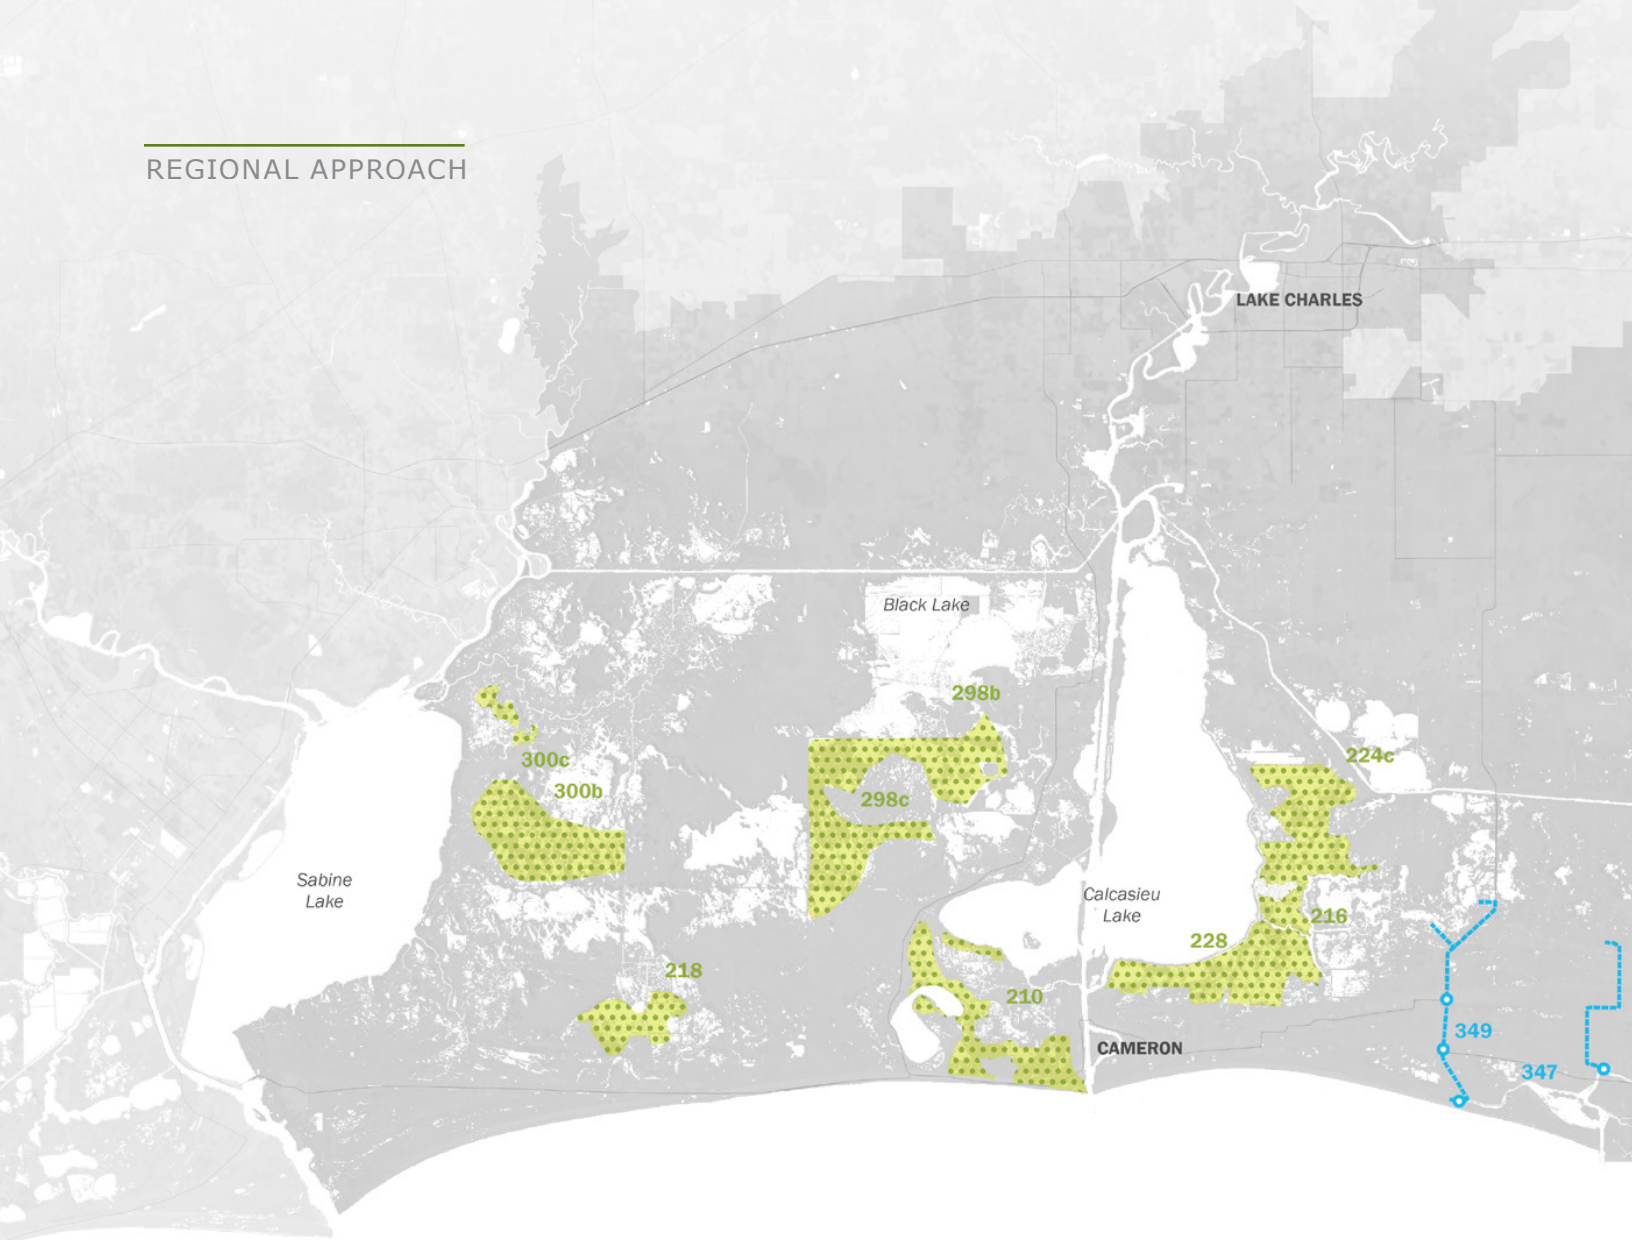 REGIONAL APPROACH
LAKE CHARLES
Black Lake
298b
300c
224c
300b
298c
Sabine
Lake
Calcasieu
Lake
216
228
218
210
349
CAMERON
347